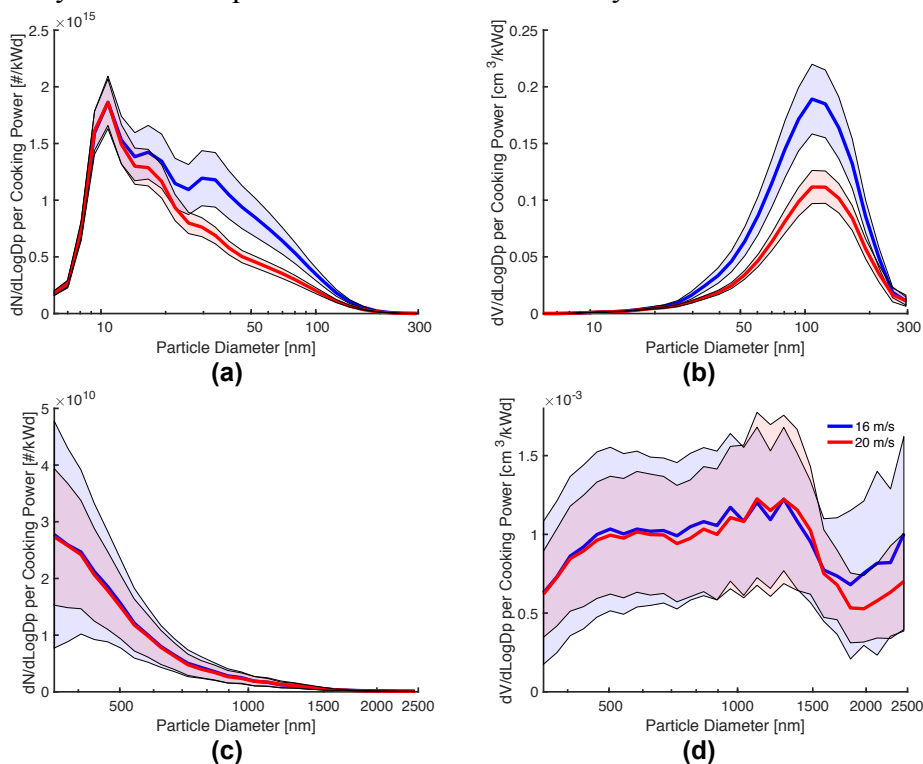 ×10^15
dN/dLogDp per Cooking Power [#/kWd]
2.5
2
1.5
1
0.5
0
10 50 100 300
Particle Diameter [nm]
(a)
dV/dLogDp per Cooking Power [cm^3/kWd]
0.25
0.2
0.15
0.1
0.05
0
10 50 100 300
Particle Diameter [nm]
(b)
×10^10
dN/dLogDp per Cooking Power [#/kWd]
5
4
3
2
1
0
500 1000 1500 2000 2500
Particle Diameter [nm]
(c)
×10^-3
dV/dLogDp per Cooking Power [cm^3/kWd]
1.5
1
0.5
0
16 m/s
20 m/s
500 1000 1500 2000 2500
Particle Diameter [nm]
(d)